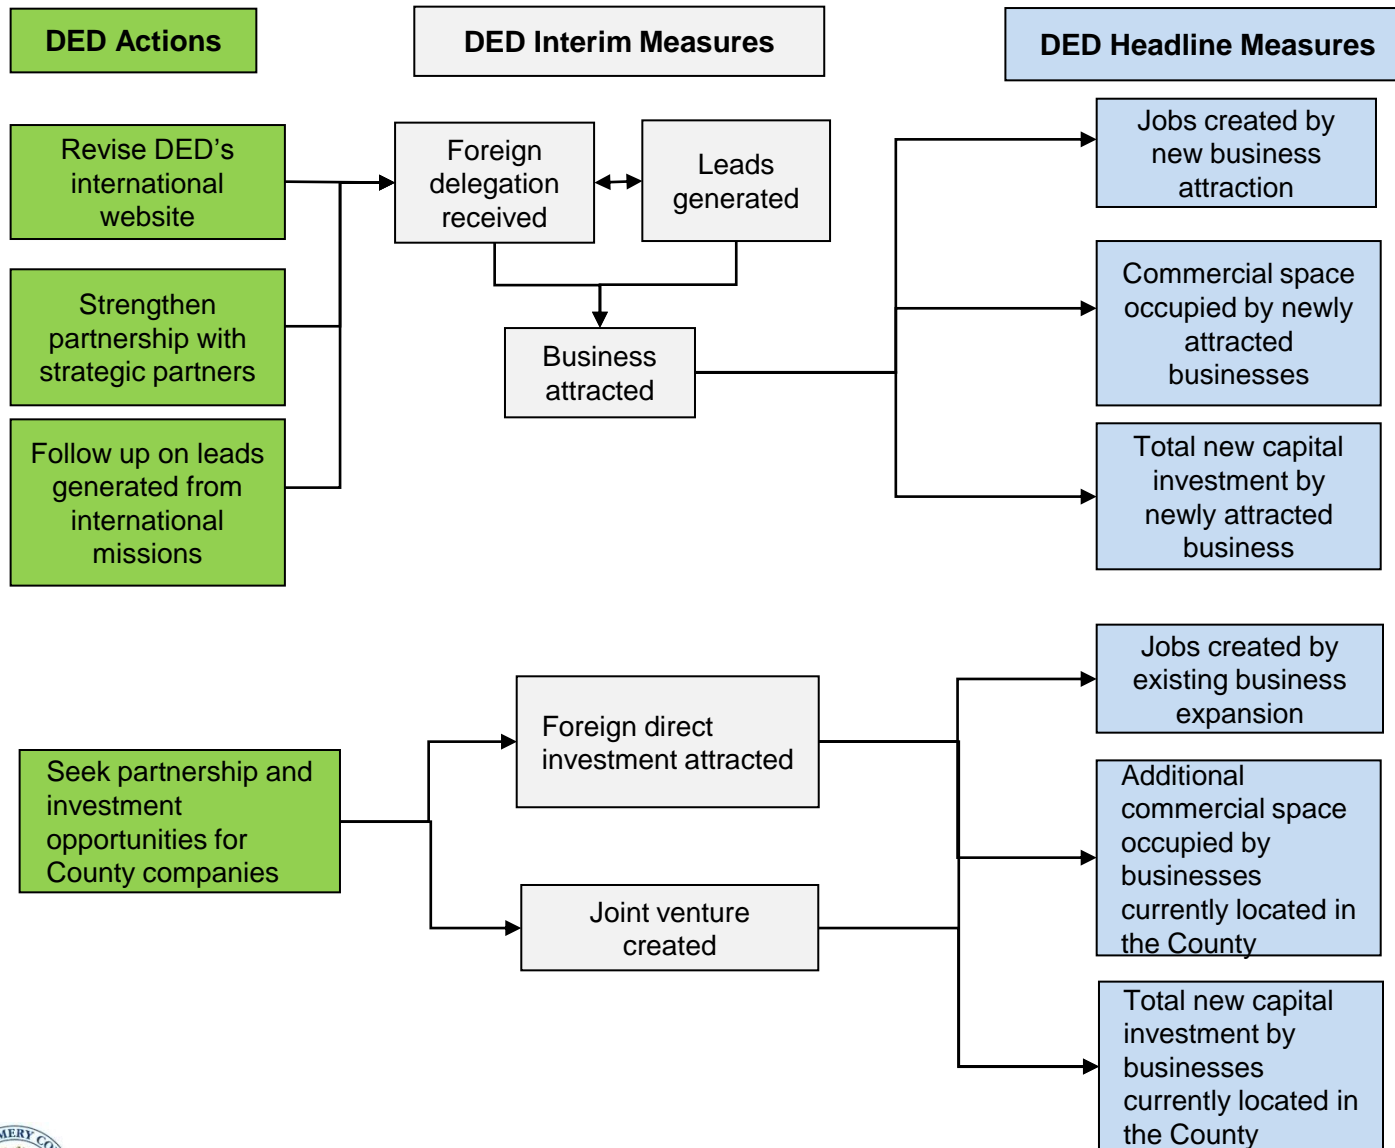 DED Actions
DED Interim Measures
DED Headline Measures
Revise DED's
international
website
Strengthen
partnership with
strategic partners
Follow up on leads
generated from
international
missions
Foreign
delegation
received
Leads
generated
Business
attracted
Jobs created by
new business
attraction
Commercial space
occupied by newly
attracted
businesses
Total new capital
investment by
newly attracted
business
Seek partnership and
investment
opportunities for
County companies
Foreign direct
investment attracted
Joint venture
created
Jobs created by
existing business
expansion
Additional
commercial space
occupied by
businesses
currently located in
the County
Total new capital
investment by
businesses
currently located in
the County